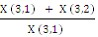 X (3,1) + X (3,2)
X (3,1)